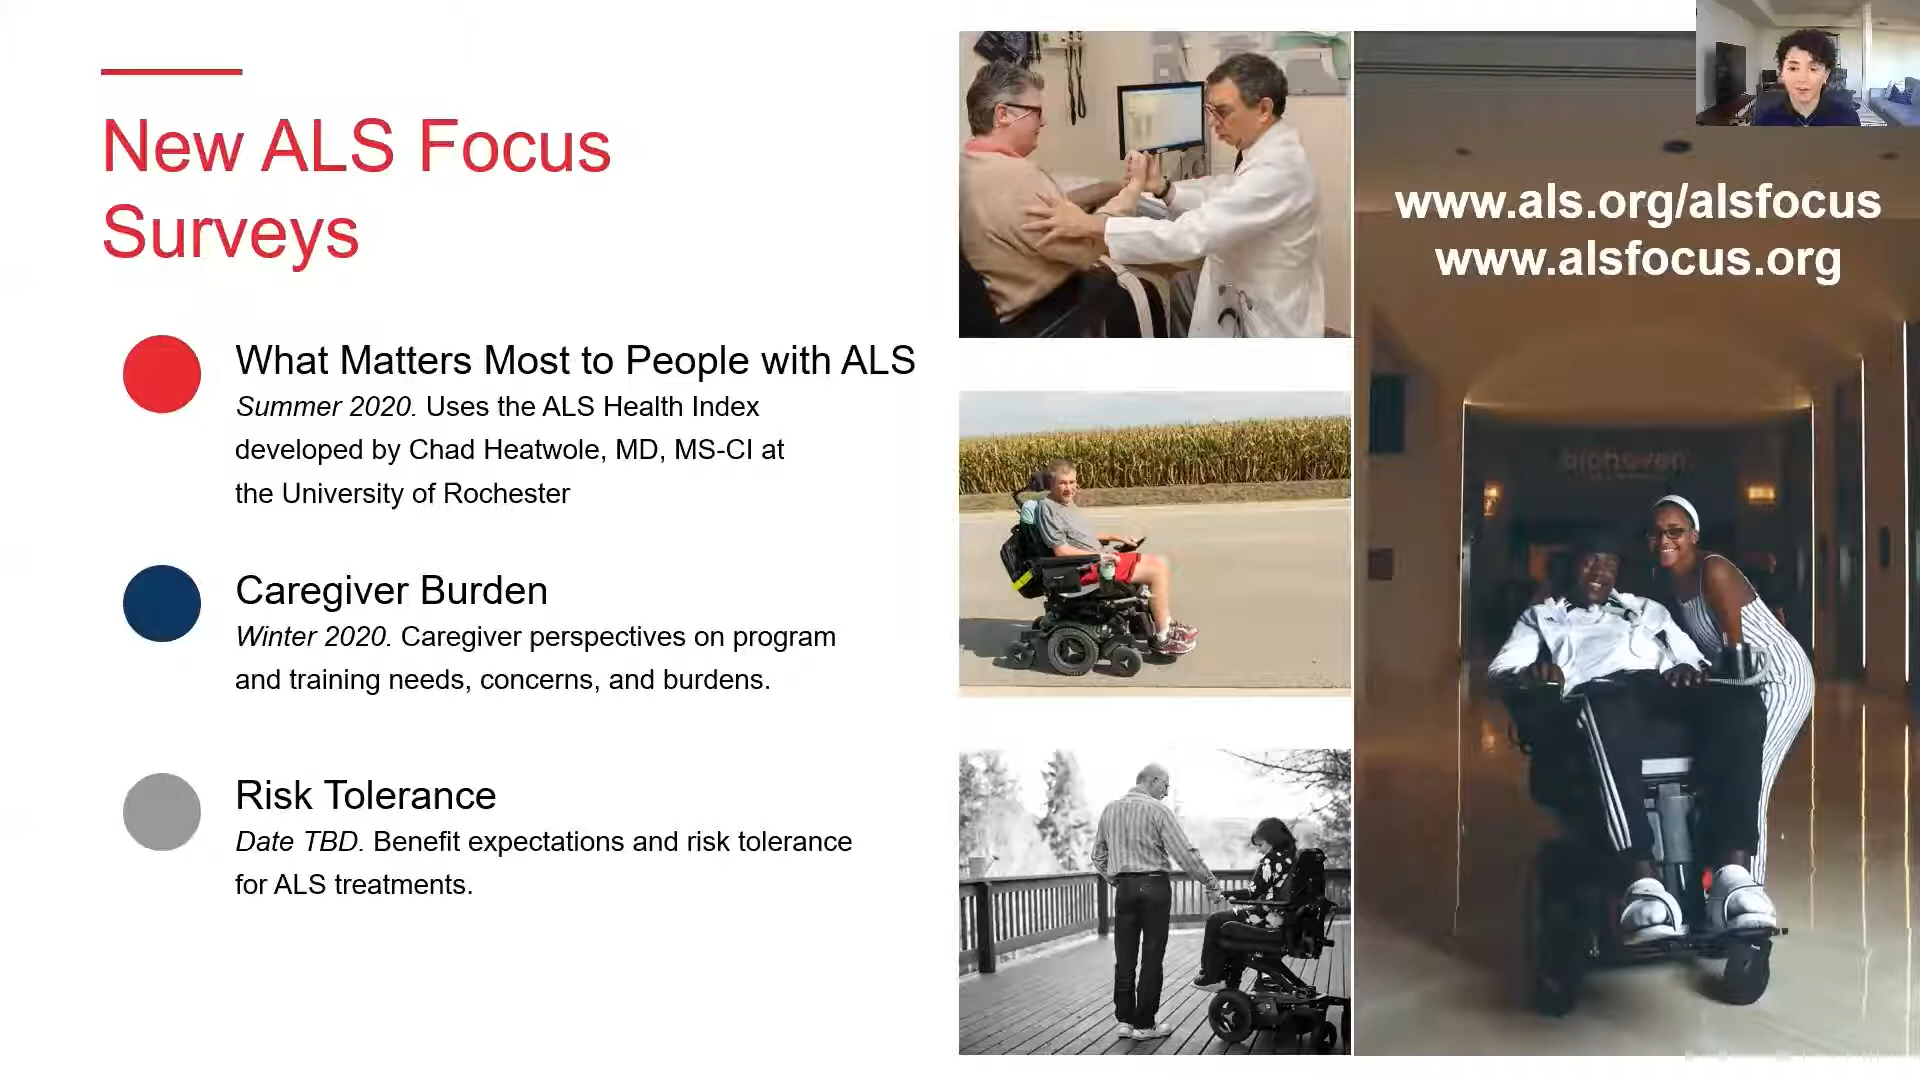 New ALS Focus
Surveys
What Matters Most to People with ALS
Summer 2020. Uses the ALS Health Index
developed by Chad Heatwole, MD, MS-CI at
the University of Rochester
Caregiver Burden
Winter 2020. Caregiver perspectives on program
and training needs, concerns, and burdens.
Risk Tolerance
Date TBD. Benefit expectations and risk tolerance
for ALS treatments.
www.als.org/alsfocus
www.alsfocus.org